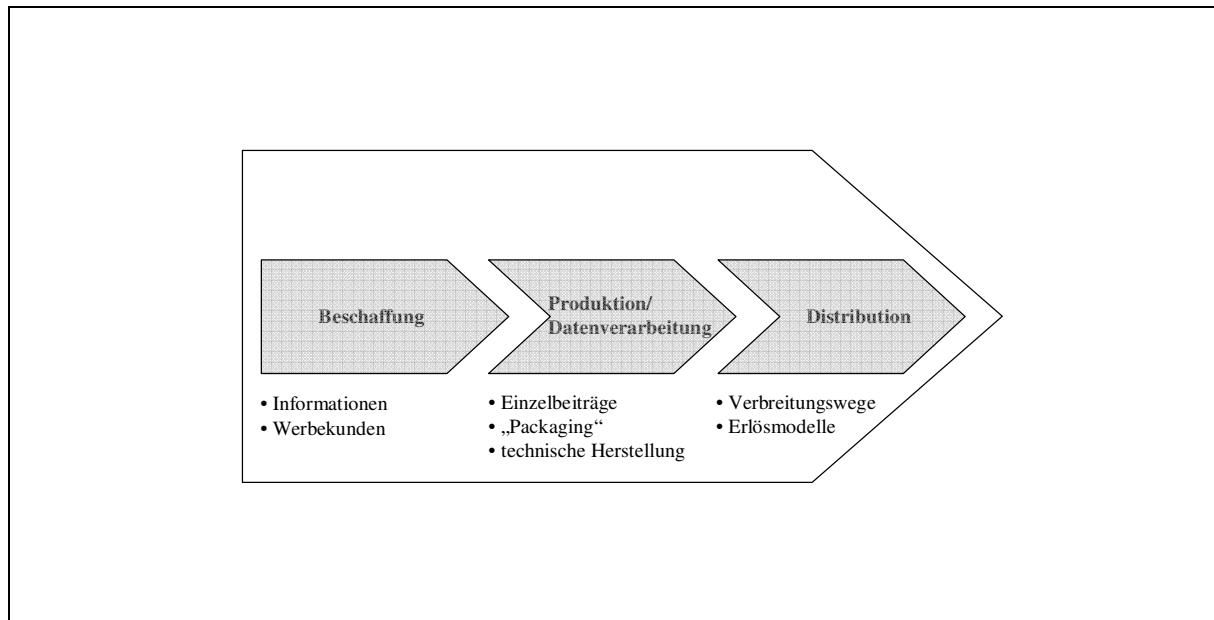 Beschaffung
Produktion/
Datenverarbeitung
Distribution
• Informationen
• Werbekunden
• Einzelbeiträge
• „Packaging“
• technische Herstellung
• Verbreitungswege
• Erlösmodelle